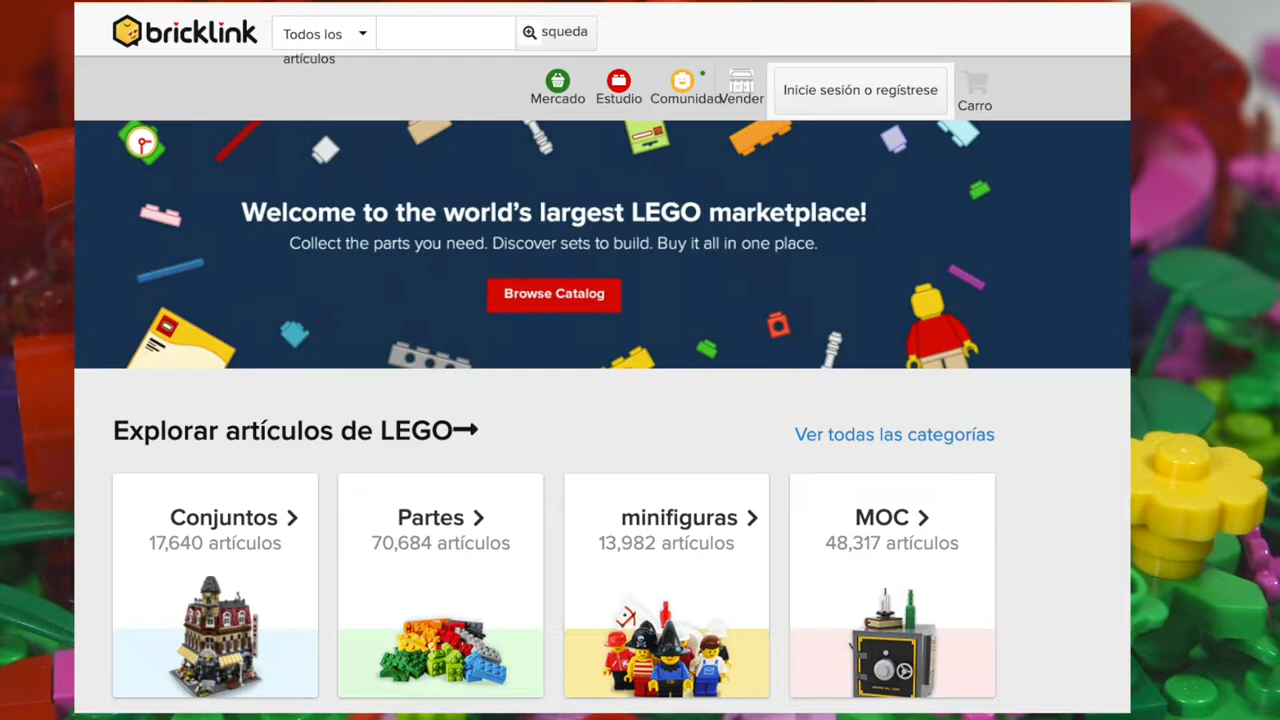 bricklink
Todos los
artículos
squeda
Mercado
Estudio
Comunidad
Vender
Inicie sesión o regístrese
Carro
Welcome to the world's largest LEGO marketplace!
Collect the parts you need. Discover sets to build. Buy it all in one place.
Browse Catalog
Explorar artículos de LEGO
Ver todas las categorías
Conjuntos
17,640 artículos
Partes
70,684 artículos
minifiguras
13,982 artículos
MOC
48,317 artículos